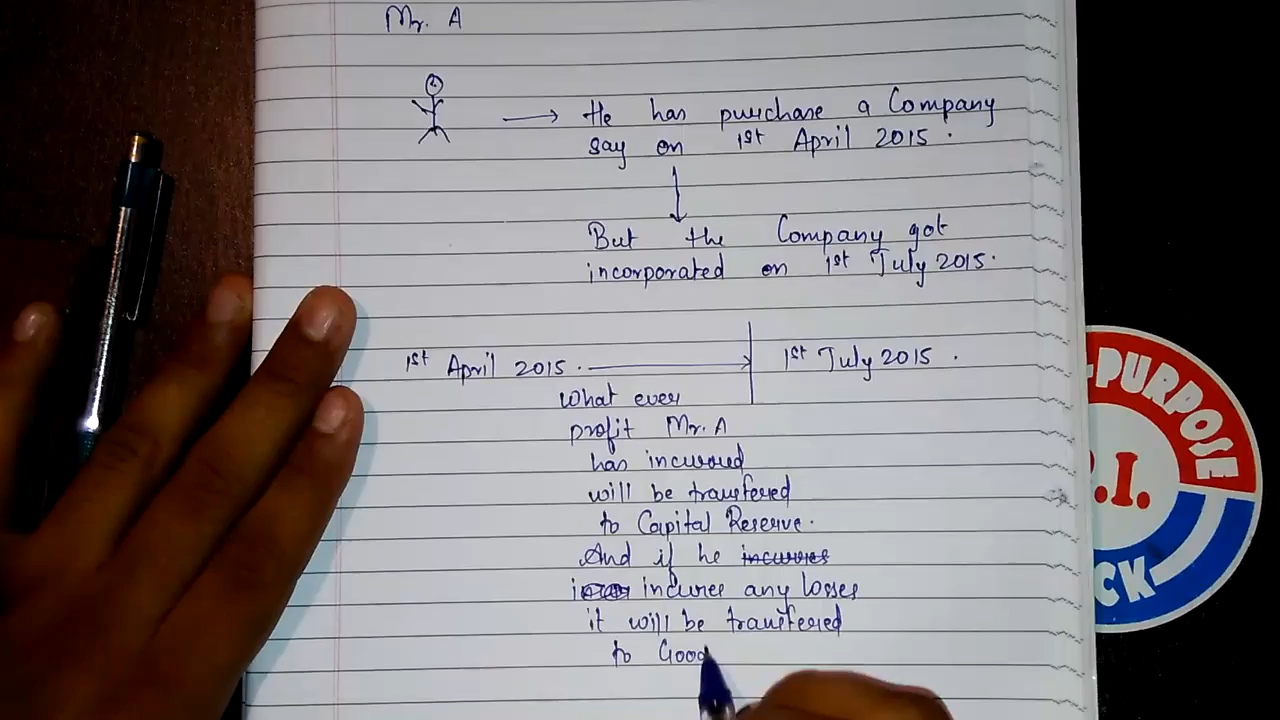 Mr. A
He has purchase a Company
say on 1st April 2015.
But the Company got
incorporated on 1st July 2015.
1st April 2015. 1st July 2015.
What ever
profit Mr. A
has incurred
will be transfered
to Capital Reserve.
And if he incurries
incures any losses
it will be transfered
to Good
-PURPOSE
R.I.
CK